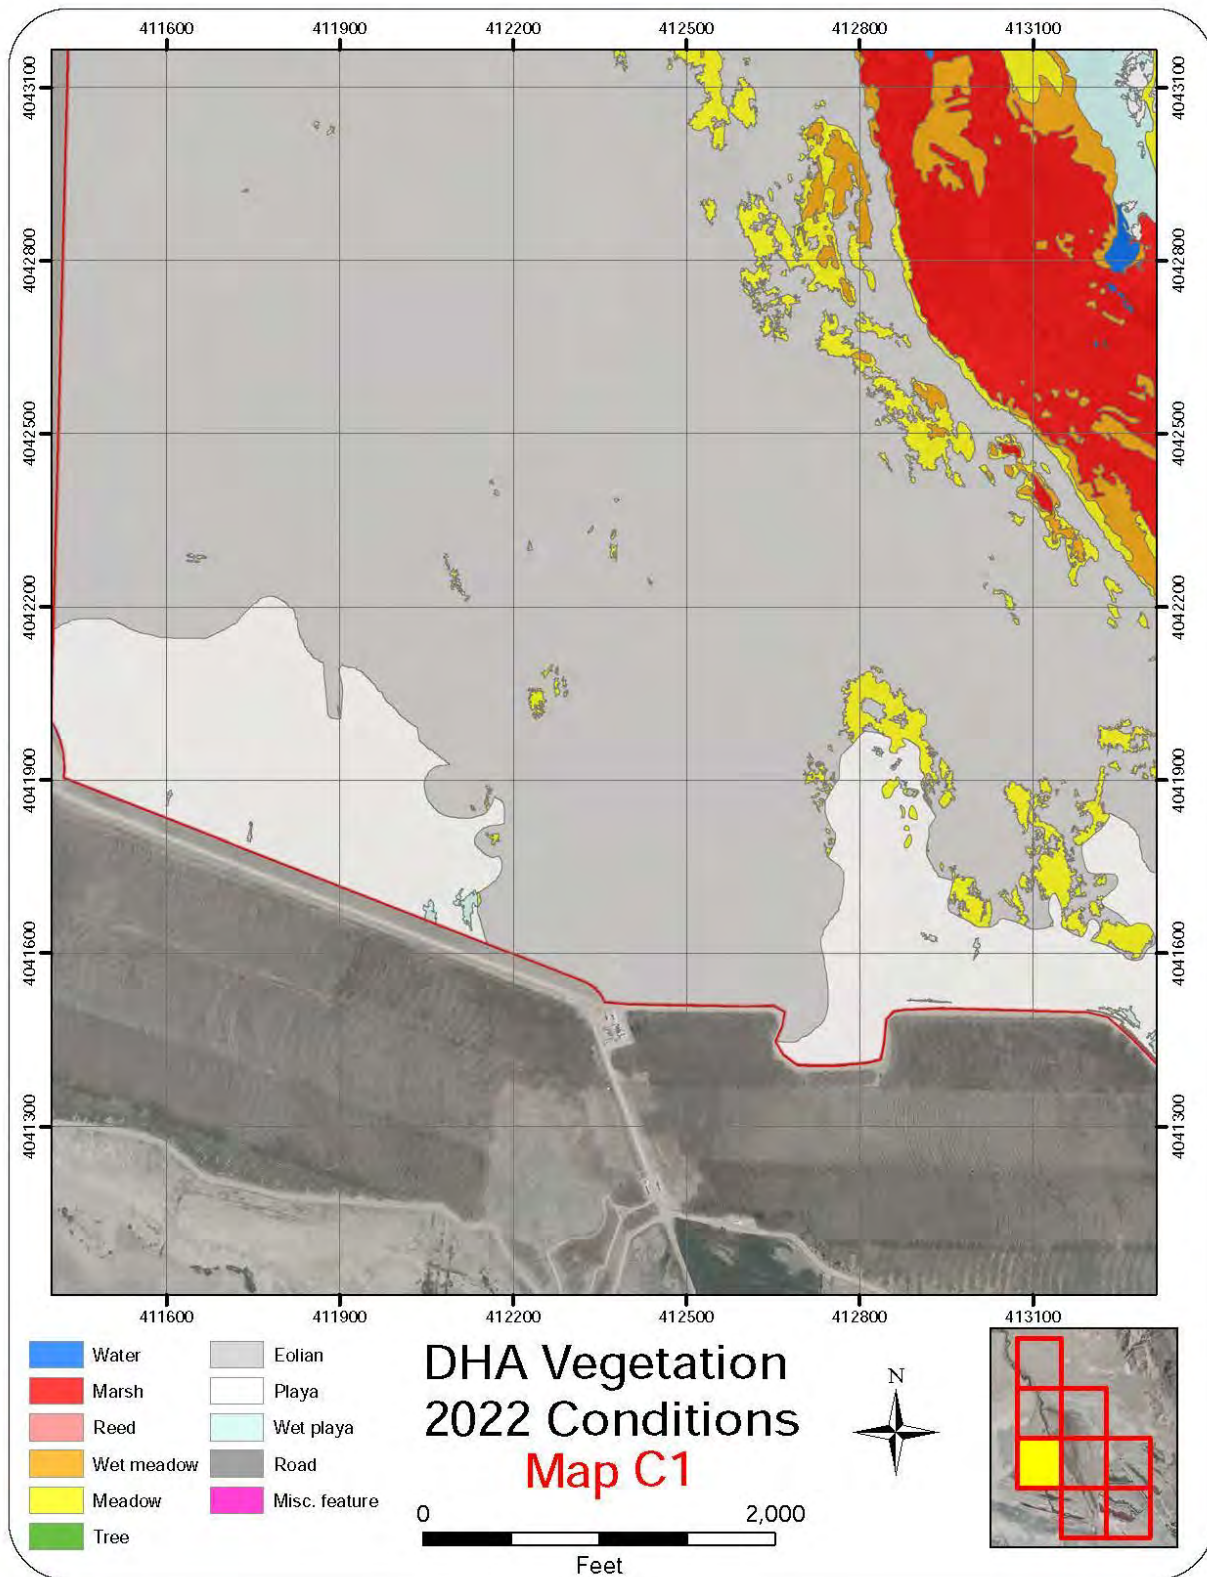 411600 411900 412200 412500 412800 413100
4043100 4043100
4042800 4042800
4042500 4042500
4042200 4042200
4041900 4041900
4041600 4041600
4041300 4041300
411600 411900 412200 412500 412800 413100
Water
Marsh
Reed
Wet meadow
Meadow
Tree
Eolian
Playa
Wet playa
Road
Misc. feature
DHA Vegetation
2022 Conditions
Map C1
0 2,000
Feet
N